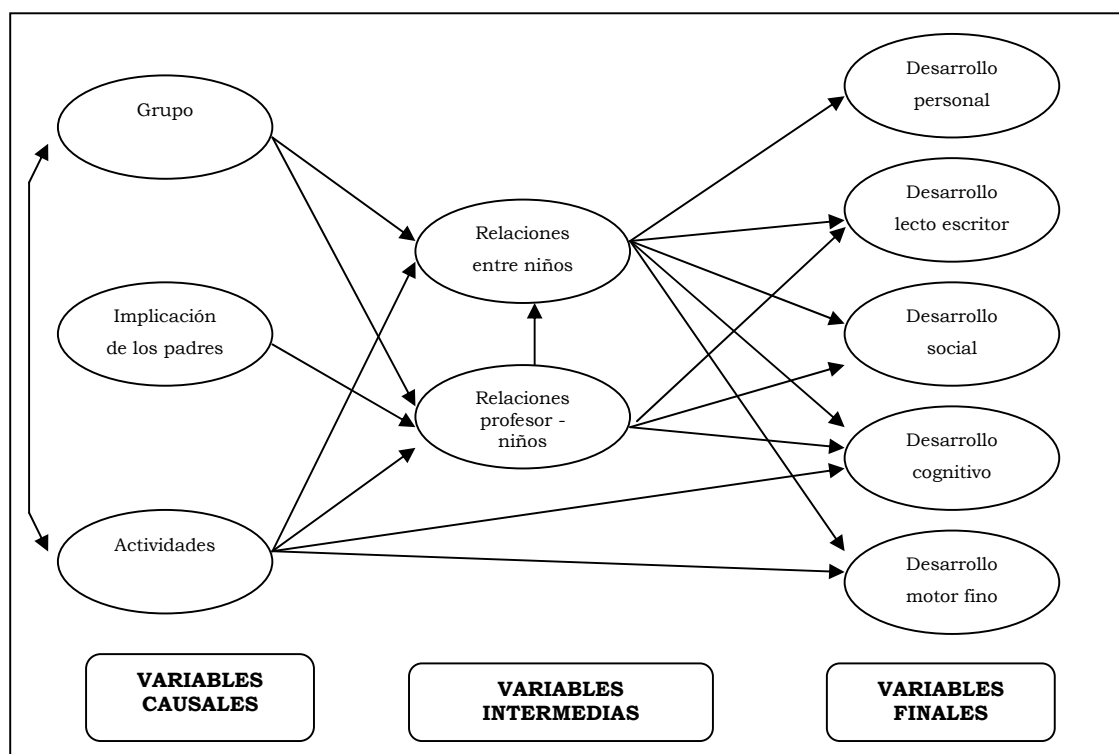 Grupo
Implicación
de los padres
Actividades
Relaciones
entre niños
Relaciones
profesor -
niños
Desarrollo
personal
Desarrollo
lecto escritor
Desarrollo
social
Desarrollo
cognitivo
Desarrollo
motor fino
VARIABLES
CAUSALES
VARIABLES
INTERMEDIAS
VARIABLES
FINALES